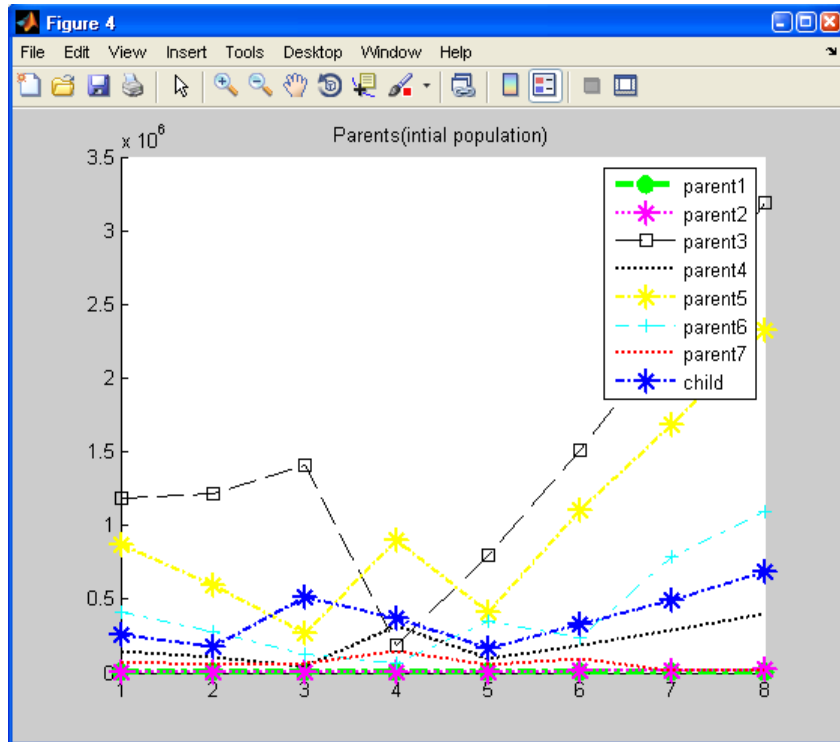 Figure 4
File Edit View Insert Tools Desktop Window Help
x 10^6
Parents(intial population)
3.5
3
2.5
2
1.5
1
0.5
0
1 2 3 4 5 6 7 8
parent1
parent2
parent3
parent4
parent5
parent6
parent7
child